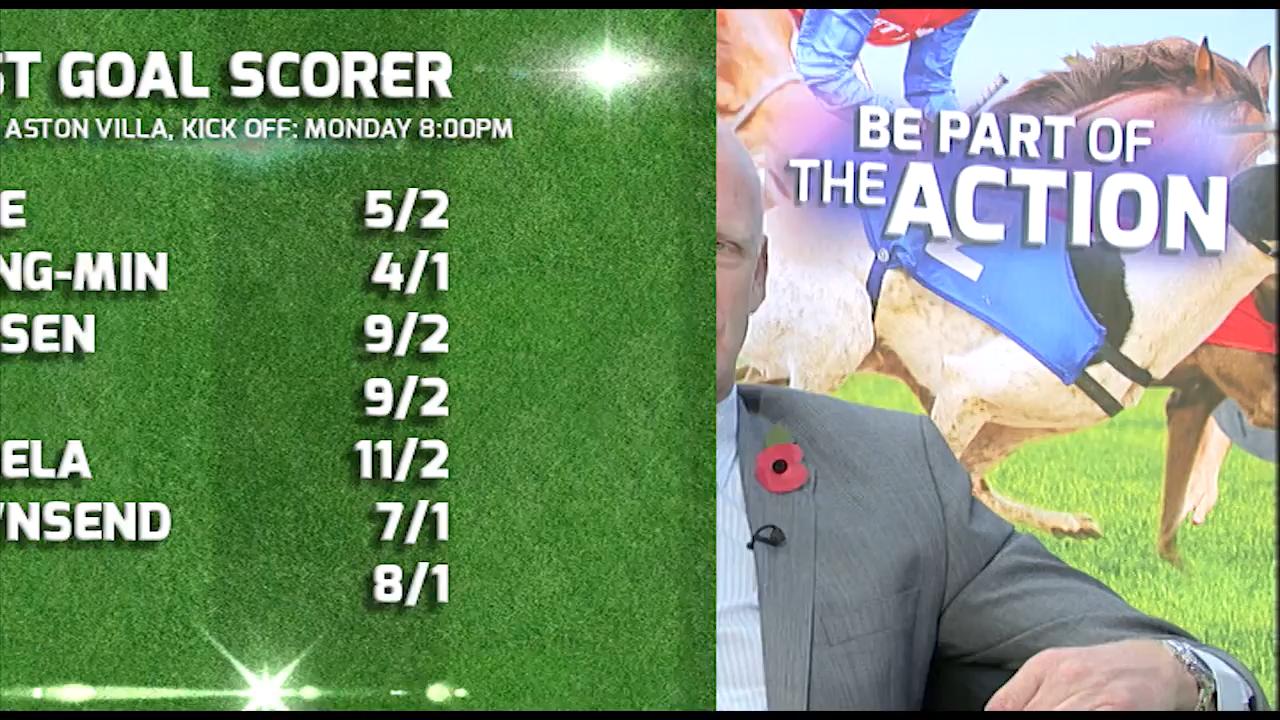 ST GOAL SCORER
ASTON VILLA, KICK OFF: MONDAY 8:00PM
E 5/2
NG-MIN 4/1
SEN 9/2
9/2
ELA 11/2
NSEND 7/1
8/1
BE PART OF
THE ACTION